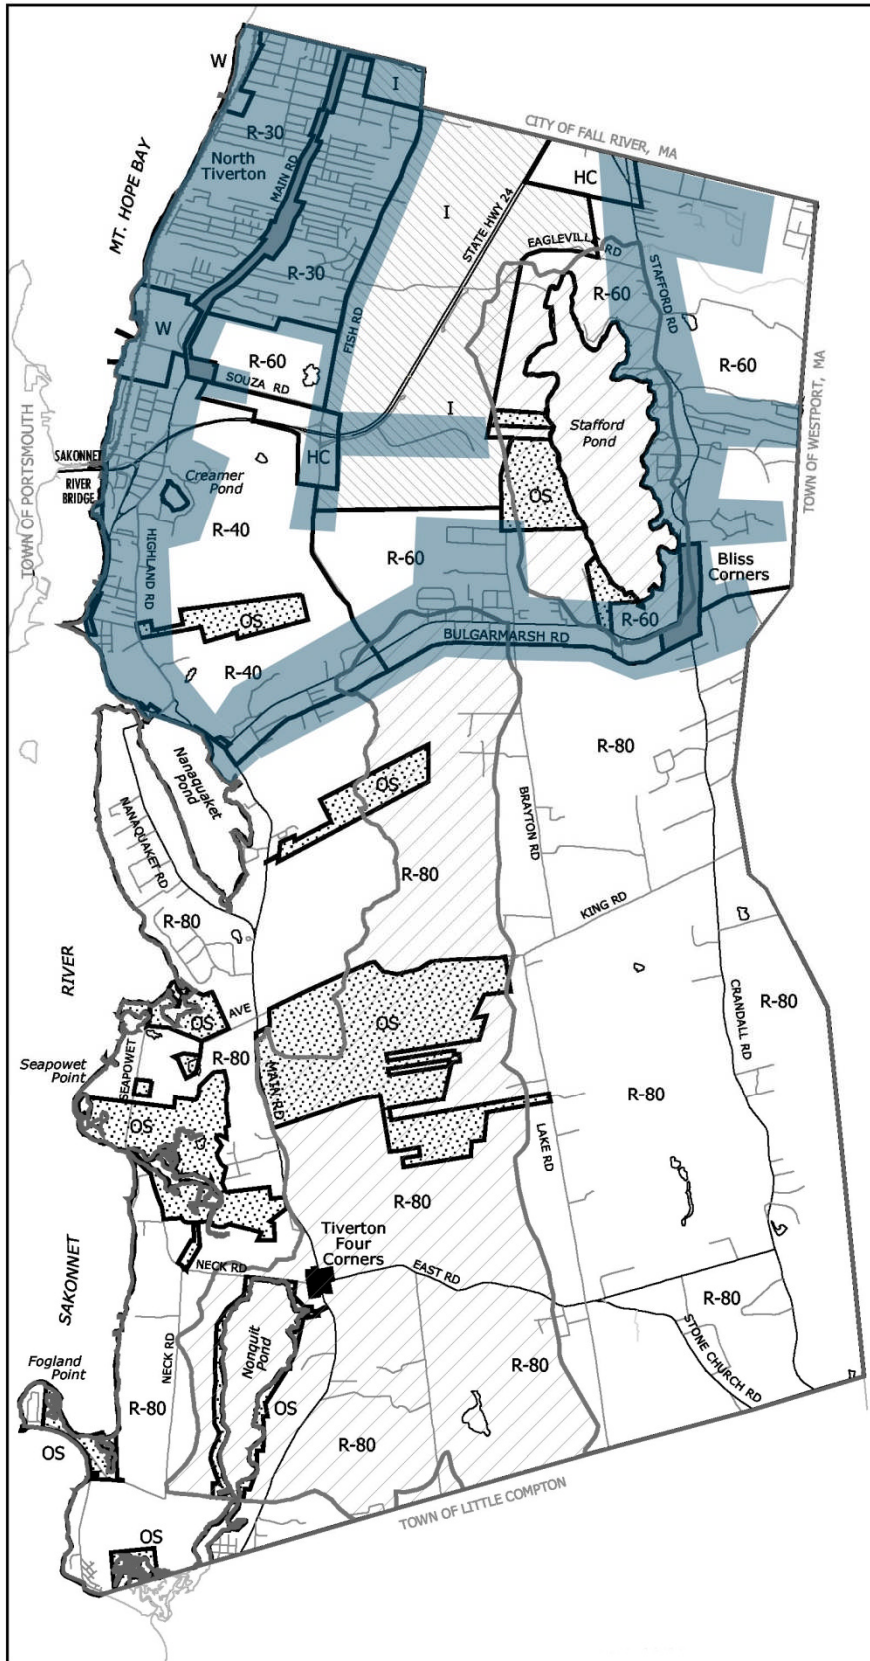 W
I
R-30
North
Tiverton
MAIN RD
CITY OF FALL RIVER, MA
HC
MT. HOPE BAY
I
STATE HWY 24
EAGLEVILLE RD
STAFFORD RD
R-30
R-60
W
FISH RD
R-60
SOUZA RD
R-60
I
TOWN OF WESTPORT, MA
Stafford
Pond
TOWN OF PORTSMOUTH
SAKONNET
RIVER
BRIDGE
HC
Creamer
Pond
OS
R-40
HIGHLAND RD
R-60
Bliss
Corners
OS
R-60
BULGARMARSH RD
R-40
R-80
Nanaquaket
Pond
OS
NANAQUAKET RD
BRAYTON RD
R-80
KING RD
R-80
RIVER
CRANDALL RD
R-80
OS
AVE
OS
R-80
Seapowet
Point
SEAPOWET
MAIN RD
R-80
OS
LAKE RD
R-80
Tiverton
Four
Corners
NECK RD
EAST RD
SAKONNET
R-80
STONE CHURCH RD
Nonquit
Pond
NECK RD
Fogland
Point
R-80
R-80
OS
R-80
OS
TOWN OF LITTLE COMPTON
OS